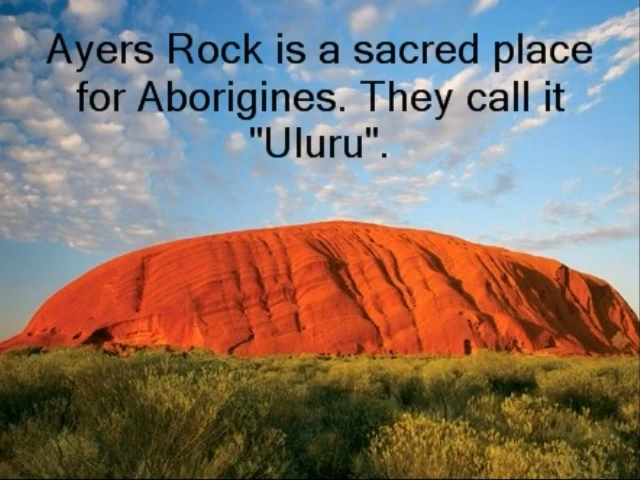 Ayers Rock is a sacred place
for Aborigines. They call it
"Uluru".